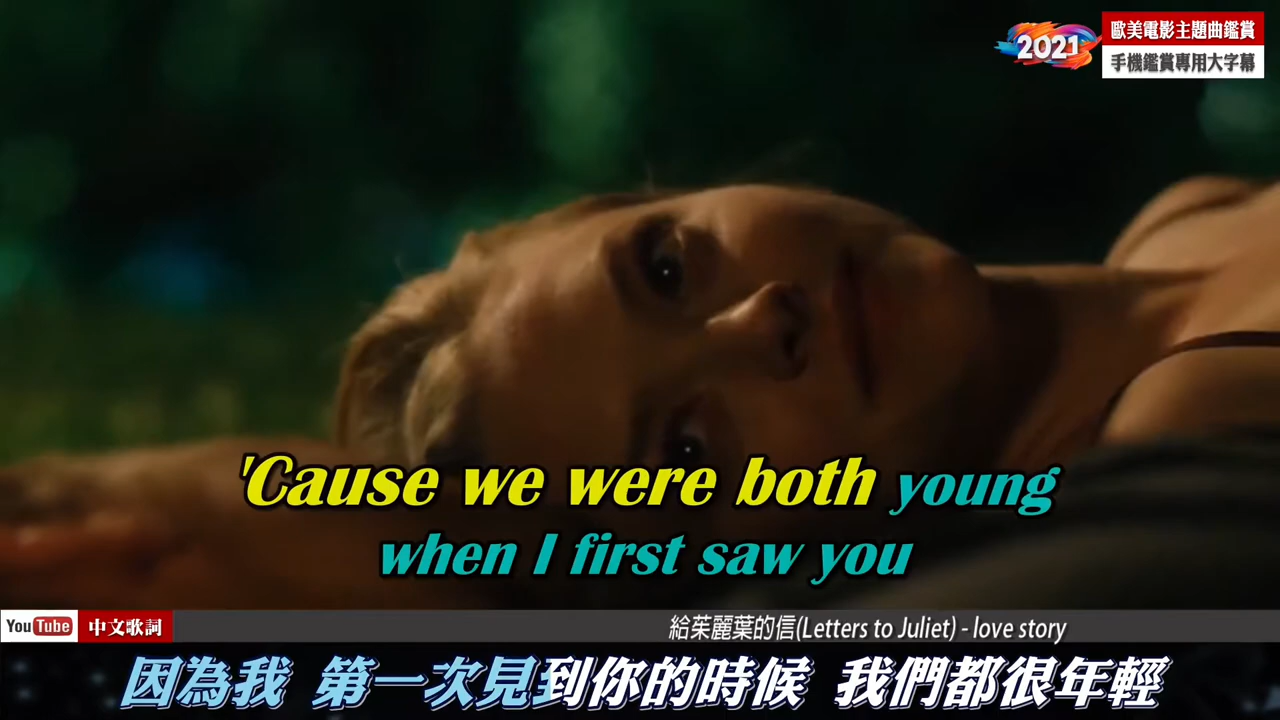 2021
歐美電影主題曲鑑賞
手機鑑賞專用大字幕
'Cause we were both young
when I first saw you
YouTube 中文歌詞
給茱麗葉的信(Letters to Juliet) - love story
因為我 第一次見到你的時候 我們都很年輕